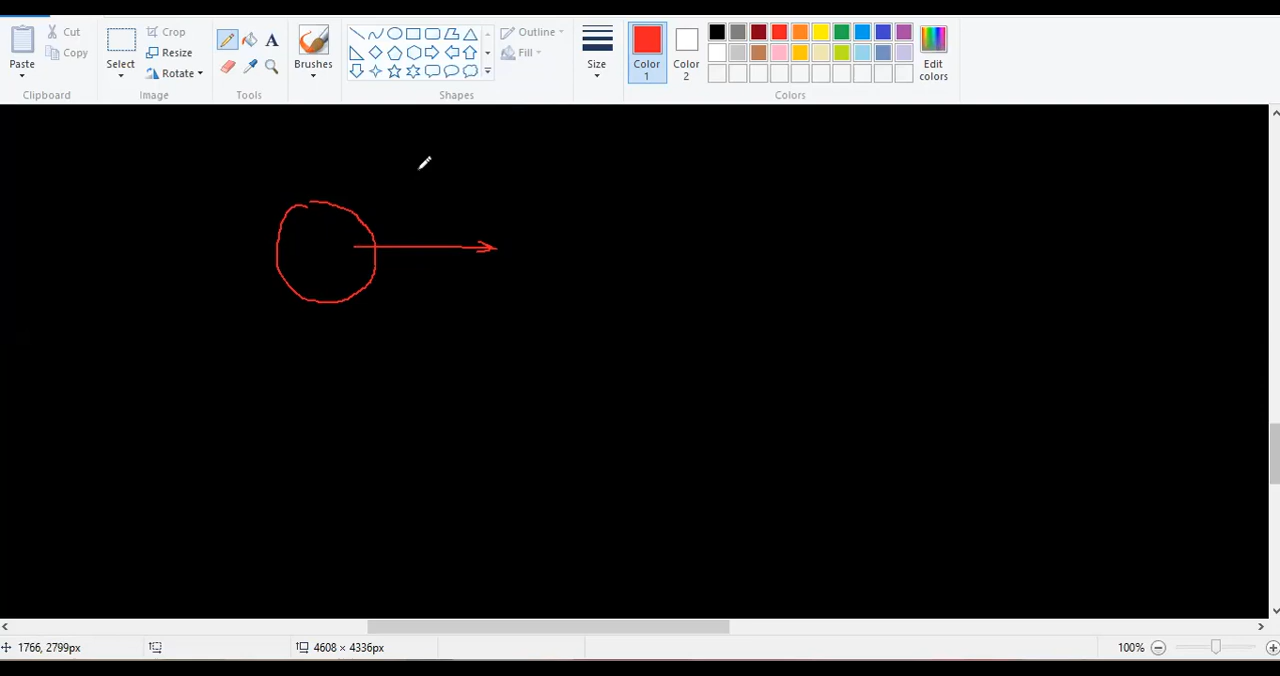 Cut
Copy
Paste
Clipboard
Crop
Resize
Rotate
Select
Image
A
Tools
Brushes
Outline
Fill
Shapes
Size
Color 1
Color 2
Edit colors
Colors
1766, 2799px
4608 × 4336px
100%